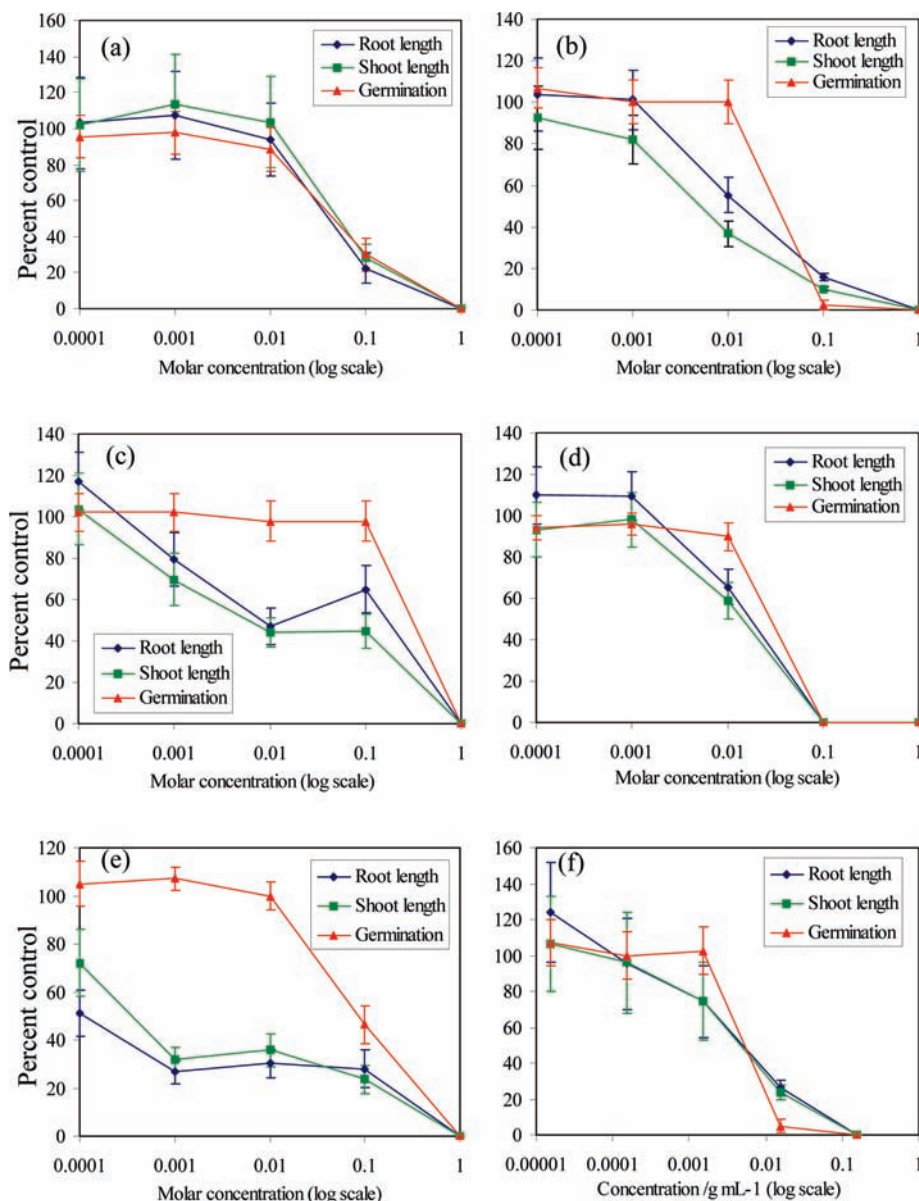 (a)
Root length
Shoot length
Germination
Percent control
160
140
120
100
80
60
40
20
0
0.0001 0.001 0.01 0.1 1
Molar concentration (log scale)
(b)
Root length
Shoot length
Germination
140
120
100
80
60
40
20
0
0.0001 0.001 0.01 0.1 1
Molar concentration (log scale)
(c)
Root length
Shoot length
Germination
Percent control
140
120
100
80
60
40
20
0
0.0001 0.001 0.01 0.1 1
Molar concentration (log scale)
(d)
Root length
Shoot length
Germination
140
120
100
80
60
40
20
0
0.0001 0.001 0.01 0.1 1
Molar concentration (log scale)
(e)
Root length
Shoot length
Germination
Percent control
120
100
80
60
40
20
0
0.0001 0.001 0.01 0.1 1
Molar concentration (log scale)
(f)
Root length
Shoot length
Germination
160
140
120
100
80
60
40
20
0
0.00001 0.0001 0.001 0.01 0.1 1
Concentration /g mL-1 (log scale)